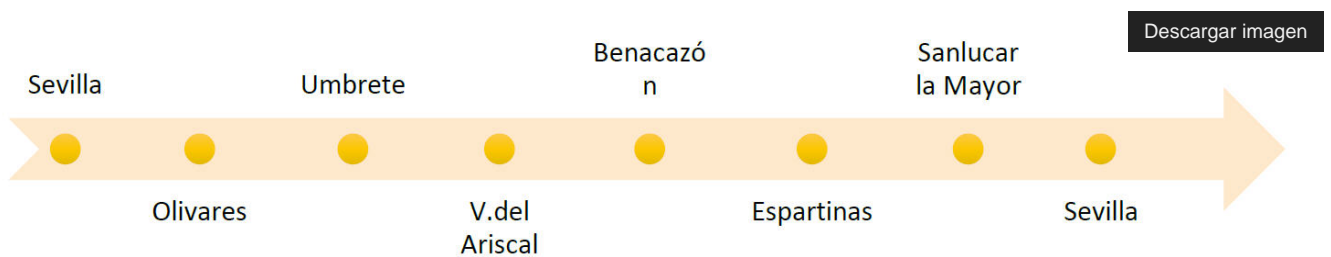 Descargar imagen
Benacazó
n
Sanlucar
la Mayor
Sevilla
Umbrete
Olivares
V.del
Ariscal
Espartinas
Sevilla